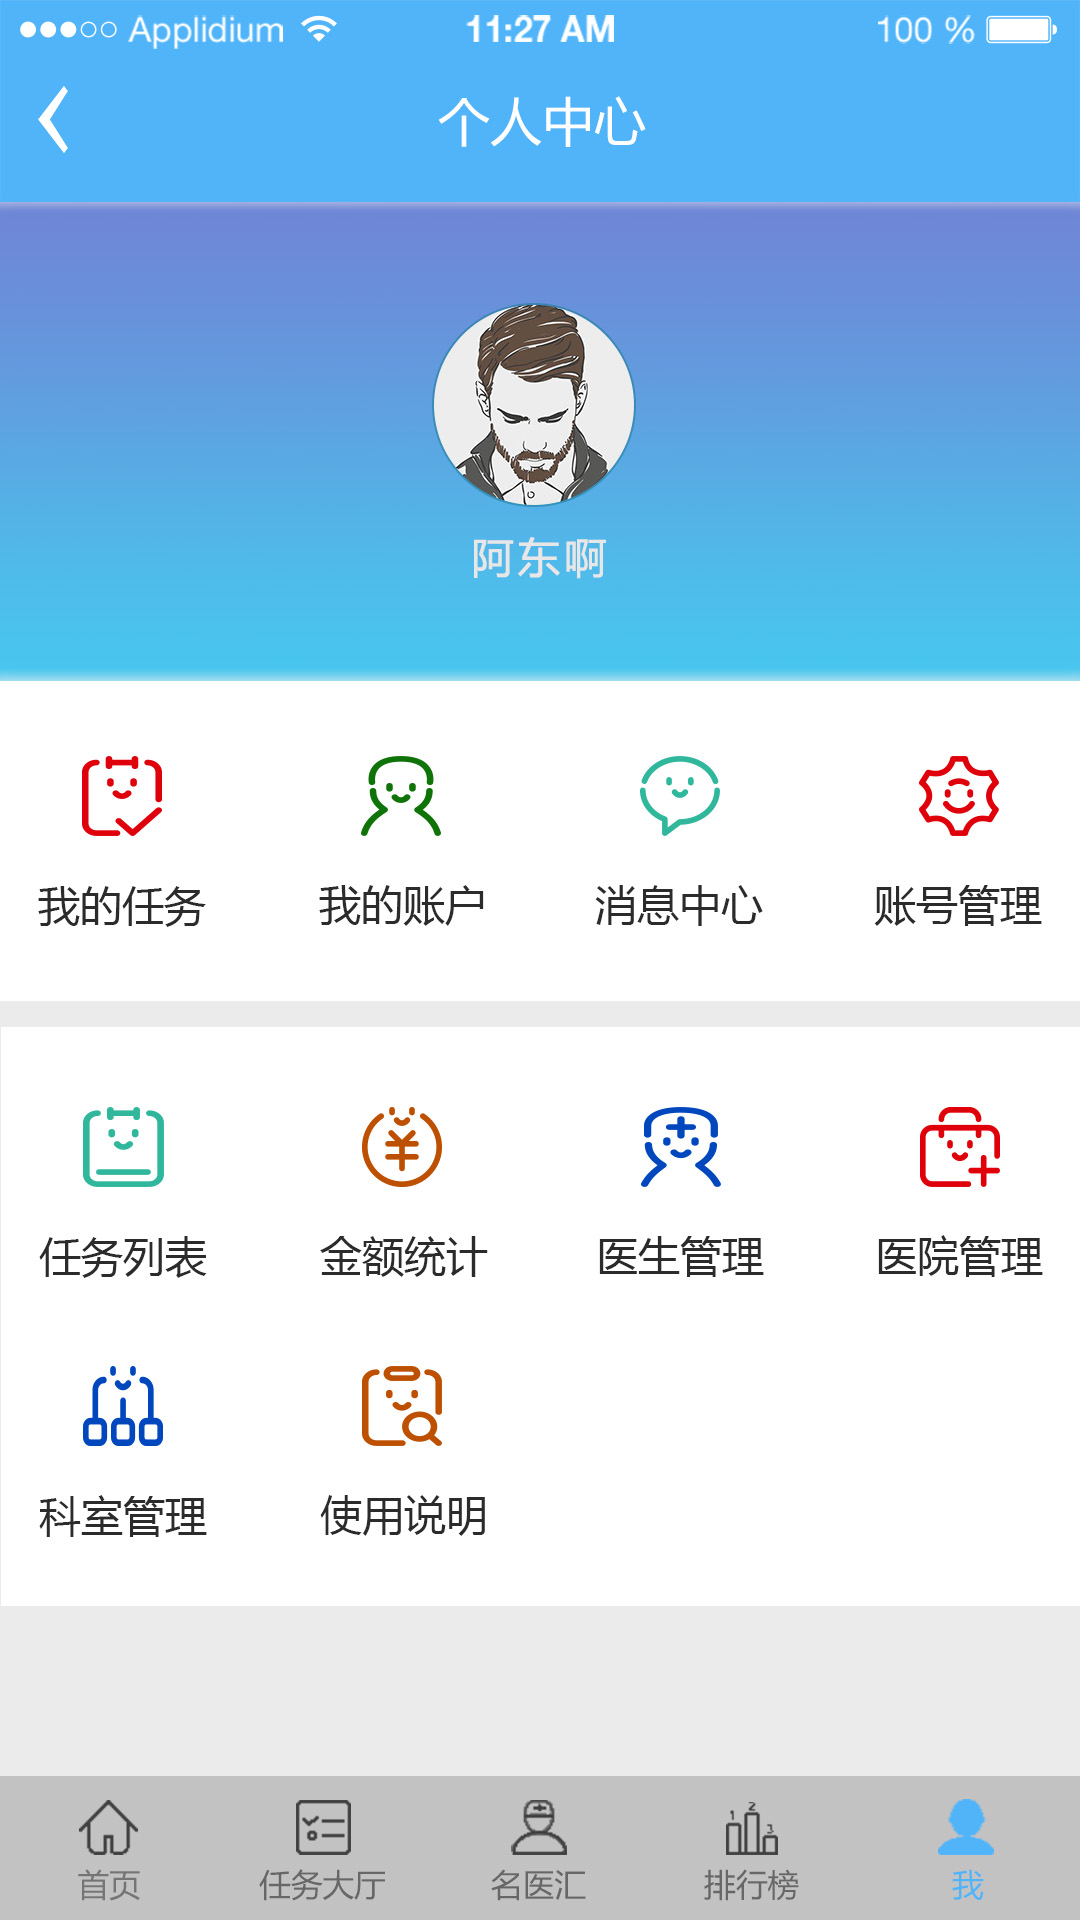 Applidium 11:27 AM 100 %
个人中心
阿东啊
我的任务 我的账户 消息中心 账号管理
任务列表 金额统计 医生管理 医院管理
科室管理 使用说明
1 2 3
首页 任务大厅 名医汇 排行榜 我